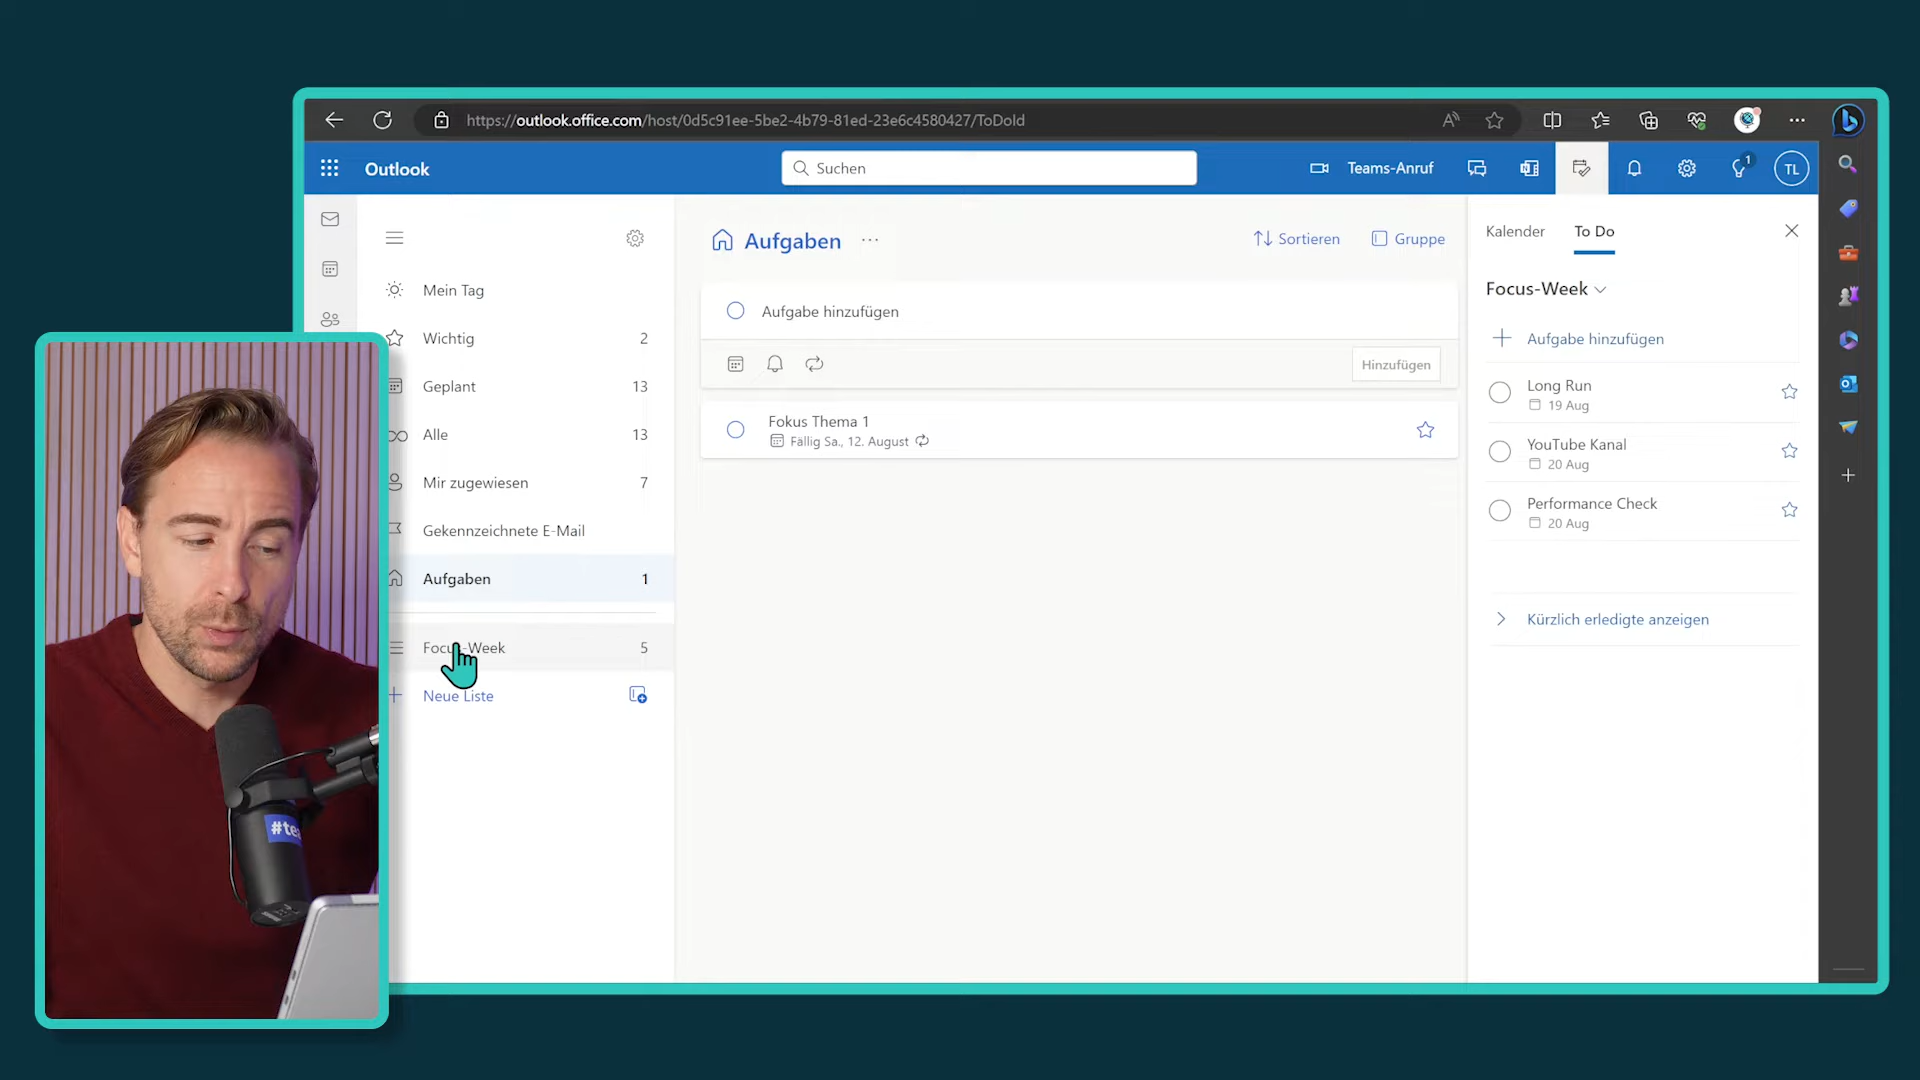 https://outlook.office.com/host/0d5c91ee-5be2-4b79-81ed-23e6c4580427/ToDoId
Outlook
Suchen
Teams-Anruf
1
TL
Mein Tag
Wichtig 2
Geplant 13
Alle 13
Mir zugewiesen 7
Gekennzeichnete E-Mail
Aufgaben 1
Focus-Week 5
Neue Liste
Aufgaben ...
Sortieren
Gruppe
Aufgabe hinzufügen
Hinzufügen
Fokus Thema 1
Fällig Sa., 12. August
Kalender
To Do
Focus-Week
Aufgabe hinzufügen
Long Run
19 Aug
YouTube Kanal
20 Aug
Performance Check
20 Aug
Kürzlich erledigte anzeigen